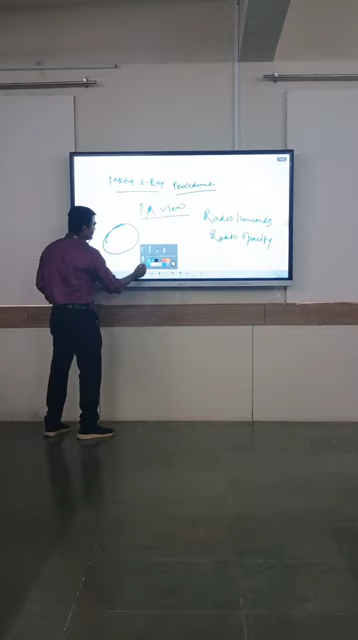 Taking X-Ray Procedure
PA view
Radio lucency
Radio opacity